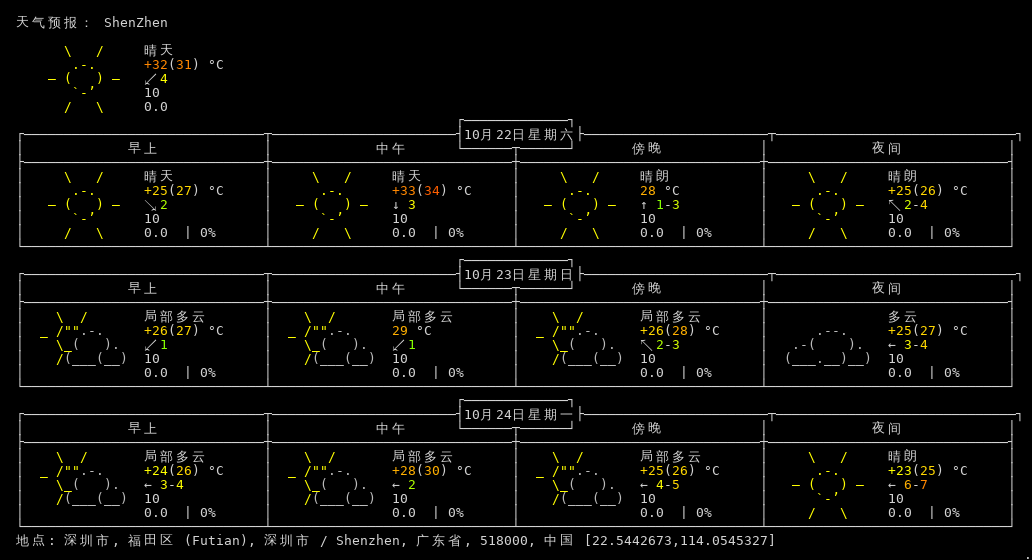 天气预报: ShenZhen
晴天
+32(31) °C
↙ 4
10
0.0
10月22日星期六
早上 中午 傍晚 夜间
晴天 晴天 晴朗 晴朗
+25(27) °C +33(34) °C 28 °C +25(26) °C
↘ 2 ↓ 3 ↑ 1-3 ↖ 2-4
10 10 10 10
0.0 | 0% 0.0 | 0% 0.0 | 0% 0.0 | 0%
10月23日星期日
早上 中午 傍晚 夜间
局部多云 局部多云 局部多云 多云
+26(27) °C 29 °C +26(28) °C +25(27) °C
↙ 1 ↙ 1 ↖ 2-3 ← 3-4
10 10 10 10
0.0 | 0% 0.0 | 0% 0.0 | 0% 0.0 | 0%
10月24日星期一
早上 中午 傍晚 夜间
局部多云 局部多云 局部多云 晴朗
+24(26) °C +28(30) °C +25(26) °C +23(25) °C
← 3-4 ← 2 ← 4-5 ← 6-7
10 10 10 10
0.0 | 0% 0.0 | 0% 0.0 | 0% 0.0 | 0%
地点: 深圳市, 福田区 (Futian), 深圳市 / Shenzhen, 广东省, 518000, 中国 [22.5442673,114.0545327]